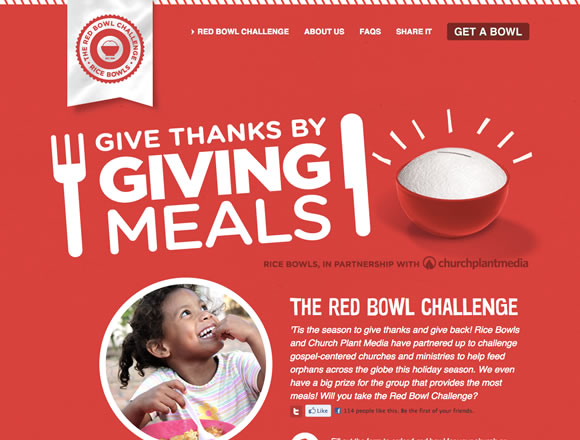 THE RED BOWL CHALLENGE
• RICE BOWLS •
RED BOWL CHALLENGE ABOUT US FAQS SHARE IT GET A BOWL
GIVE THANKS BY
GIVING
MEALS
RICE BOWLS, IN PARTNERSHIP WITH churchplantmedia
THE RED BOWL CHALLENGE
'Tis the season to give thanks and give back! Rice Bowls
and Church Plant Media have partnered up to challenge
gospel-centered churches and ministries to help feed
orphans across the globe this holiday season. We even
have a big prize for the group that provides the most
meals! Will you take the Red Bowl Challenge?
Like 114 people like this. Be the first of your friends.